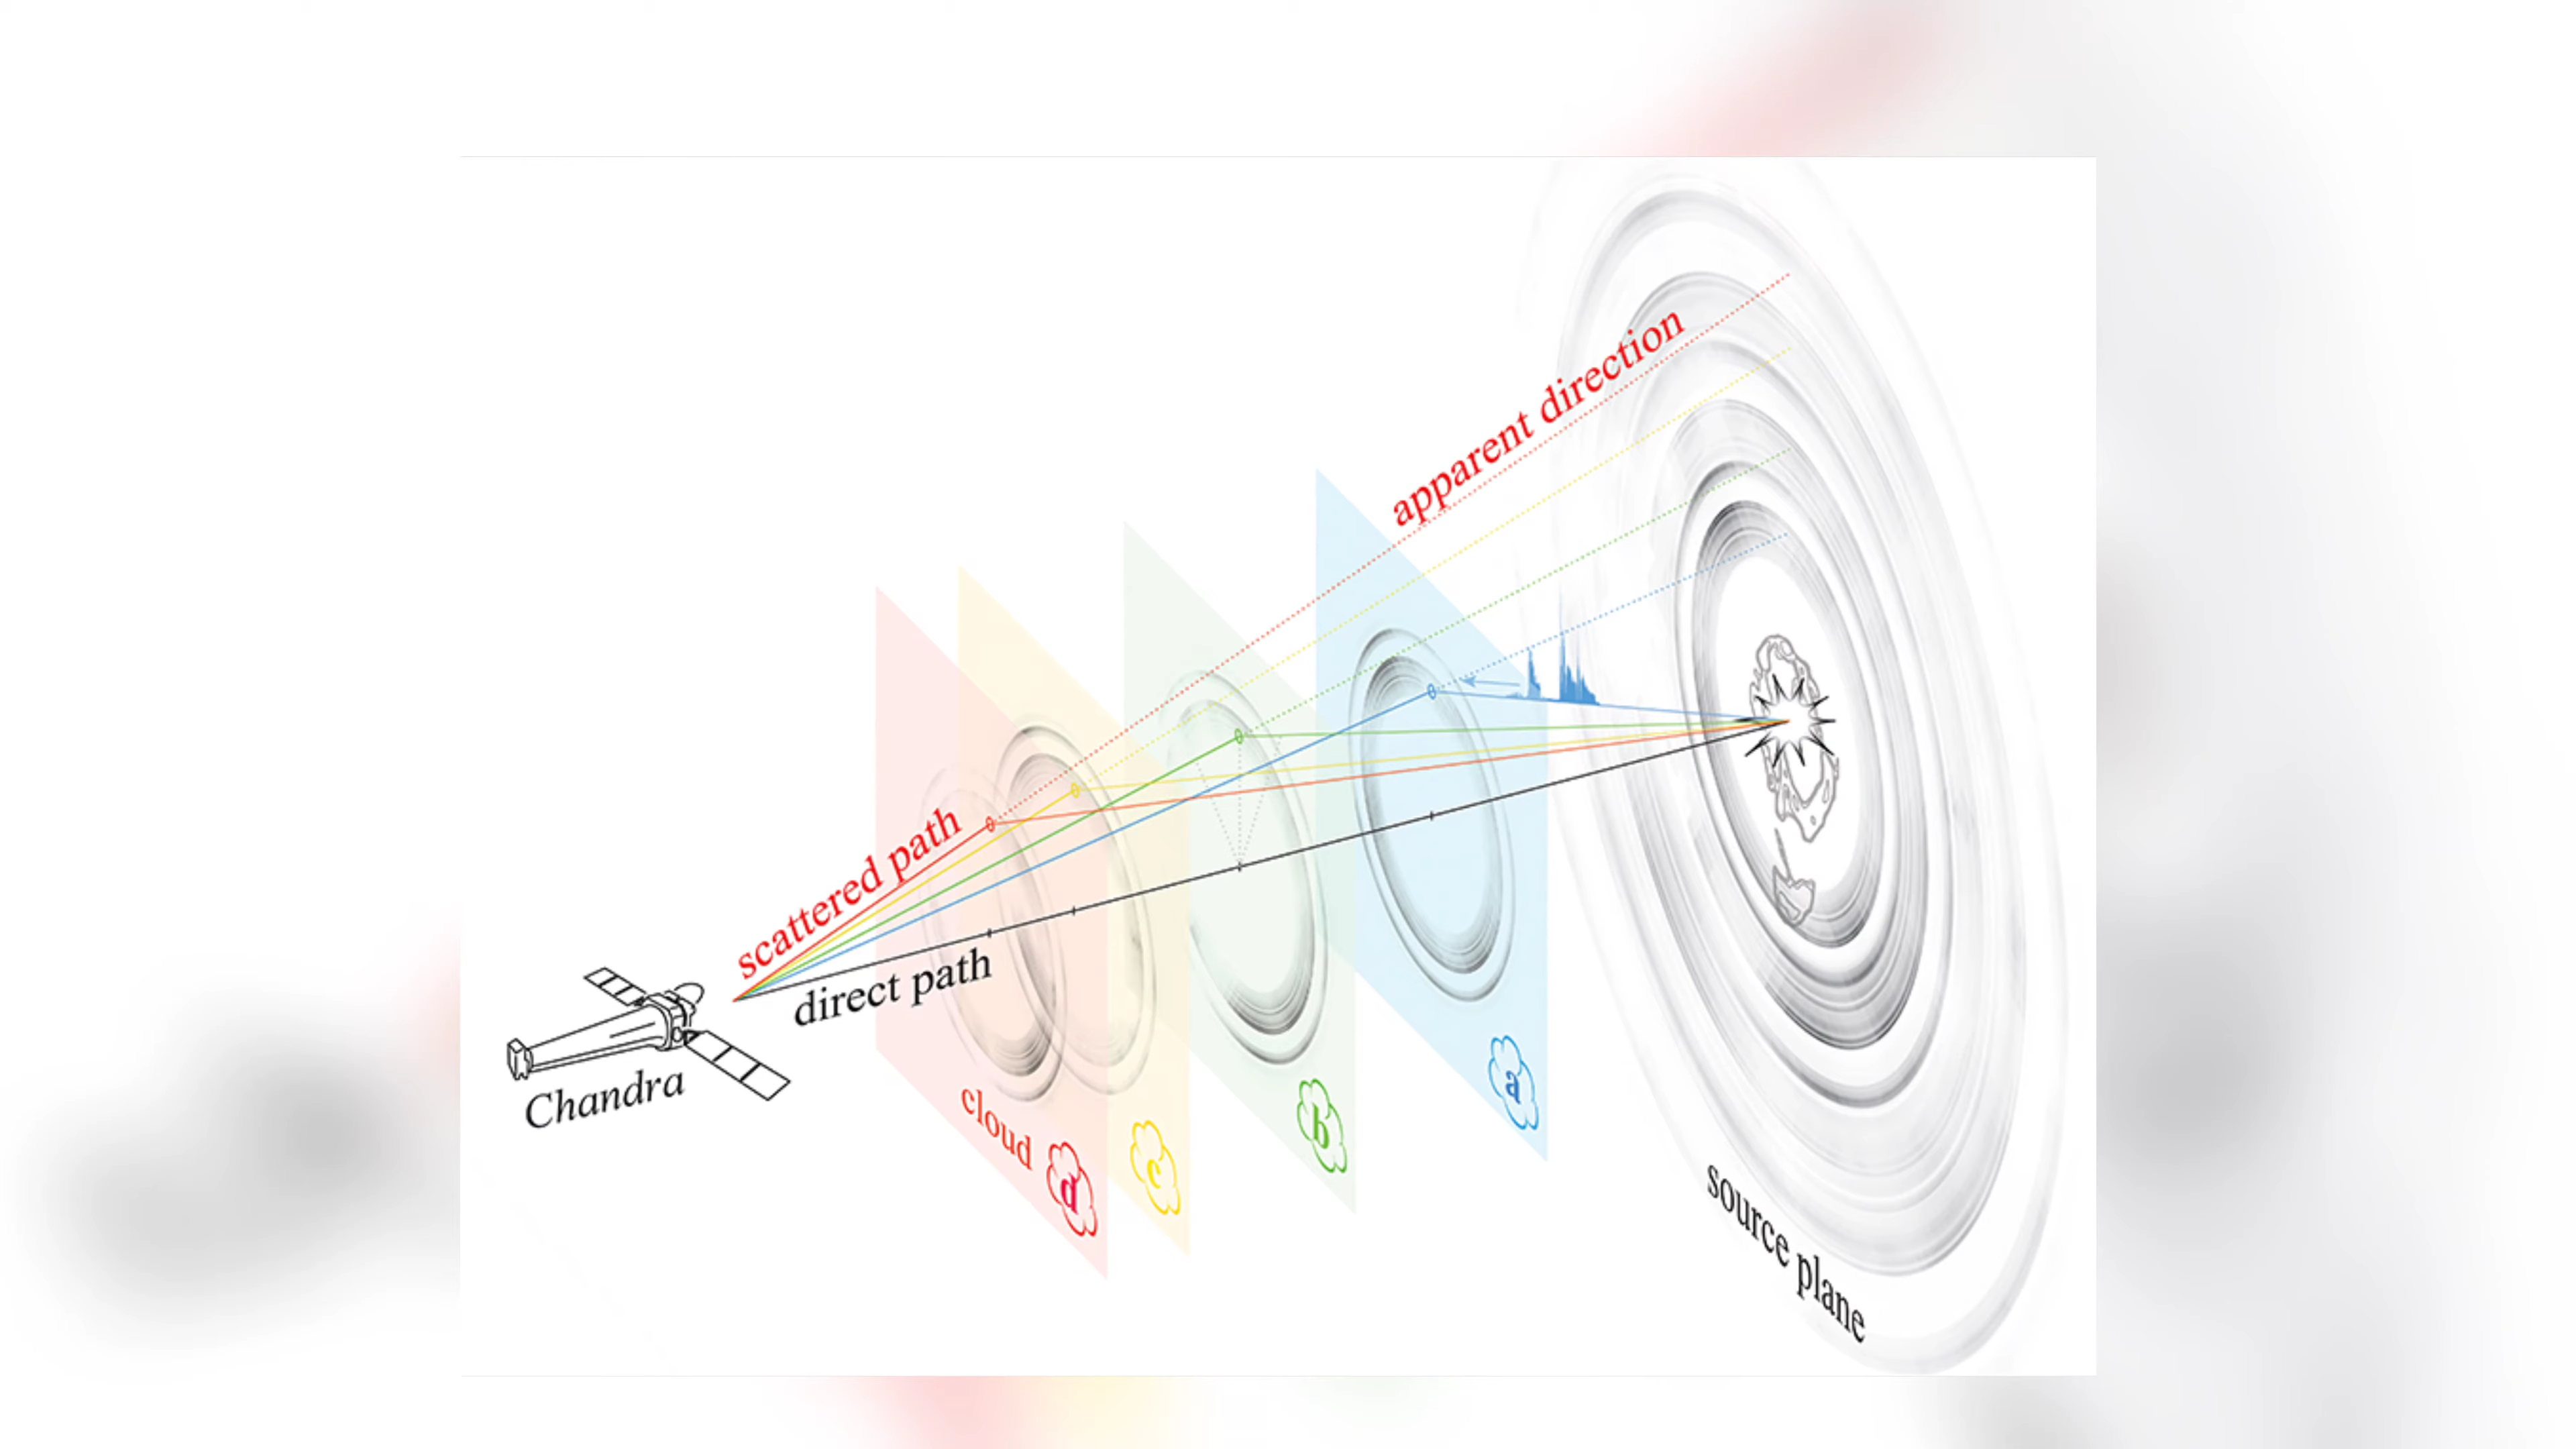 apparent direction
scattered path
direct path
Chandra
cloud d
c
b
a
source plane